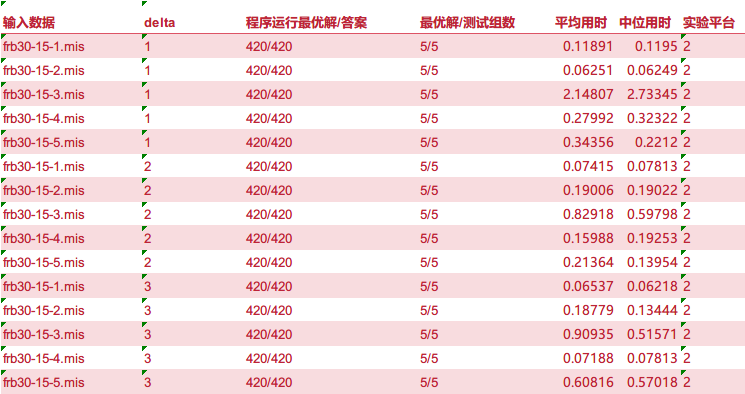 输入数据 delta 程序运行最优解/答案 最优解/测试组数 平均用时 中位用时 实验平台
frb30-15-1.mis 1 420/420 5/5 0.11891 0.1195 2
frb30-15-2.mis 1 420/420 5/5 0.06251 0.06249 2
frb30-15-3.mis 1 420/420 5/5 2.14807 2.73345 2
frb30-15-4.mis 1 420/420 5/5 0.27992 0.32322 2
frb30-15-5.mis 1 420/420 5/5 0.34356 0.2212 2
frb30-15-1.mis 2 420/420 5/5 0.07415 0.07813 2
frb30-15-2.mis 2 420/420 5/5 0.19006 0.19022 2
frb30-15-3.mis 2 420/420 5/5 0.82918 0.59798 2
frb30-15-4.mis 2 420/420 5/5 0.15988 0.19253 2
frb30-15-5.mis 2 420/420 5/5 0.21364 0.13954 2
frb30-15-1.mis 3 420/420 5/5 0.06537 0.06218 2
frb30-15-2.mis 3 420/420 5/5 0.18779 0.13444 2
frb30-15-3.mis 3 420/420 5/5 0.90935 0.51571 2
frb30-15-4.mis 3 420/420 5/5 0.07188 0.07813 2
frb30-15-5.mis 3 420/420 5/5 0.60816 0.57018 2